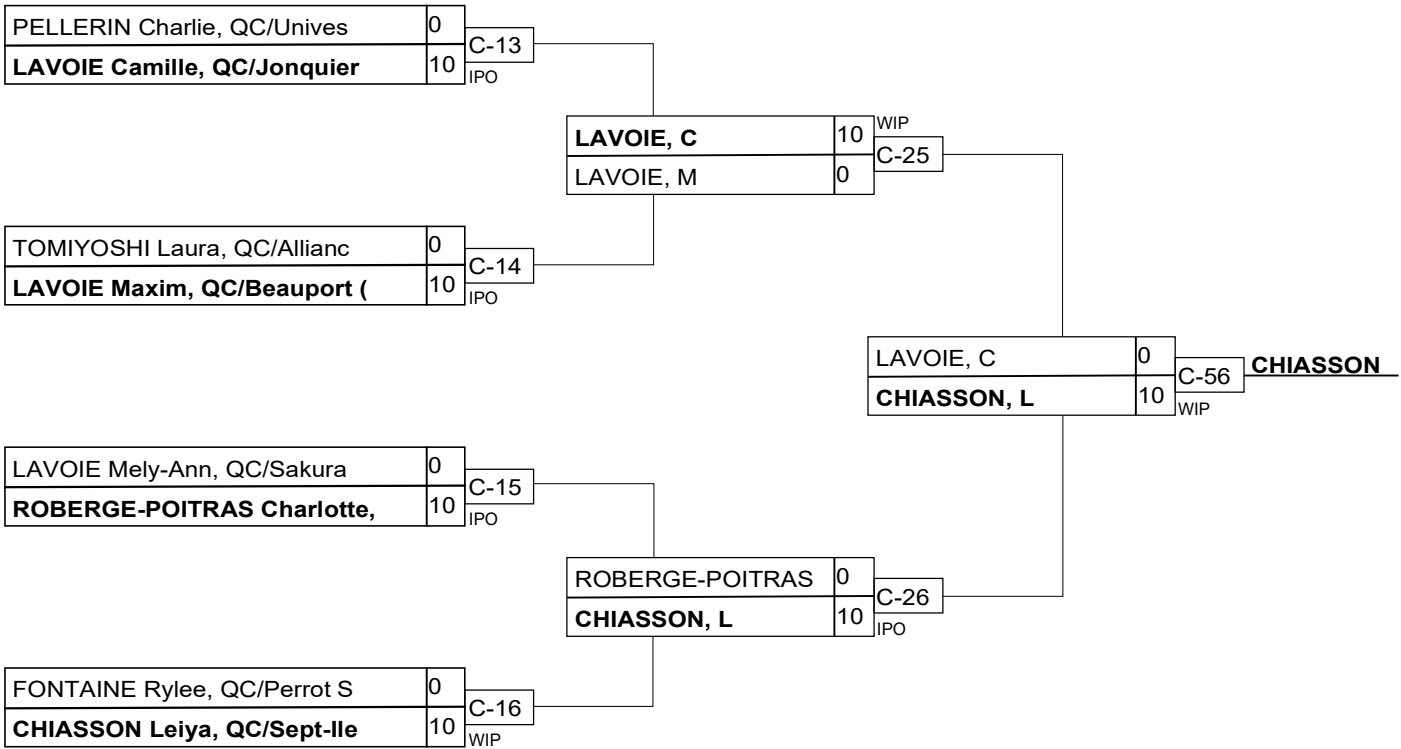 PELLERIN Charlie, QC/Unives 0
C-13
LAVOIE Camille, QC/Jonquier 10
IPO
LAVOIE, C 10 WIP
C-25
LAVOIE, M 0
TOMIYOSHI Laura, QC/Allianc 0
C-14
LAVOIE Maxim, QC/Beauport ( 10
IPO
LAVOIE, C 0
C-56 CHIASSON
CHIASSON, L 10
WIP
LAVOIE Mely-Ann, QC/Sakura 0
C-15
ROBERGE-POITRAS Charlotte, 10
IPO
ROBERGE-POITRAS 0
C-26
CHIASSON, L 10
IPO
FONTAINE Rylee, QC/Perrot S 0
C-16
CHIASSON Leiya, QC/Sept-Ile 10
WIP